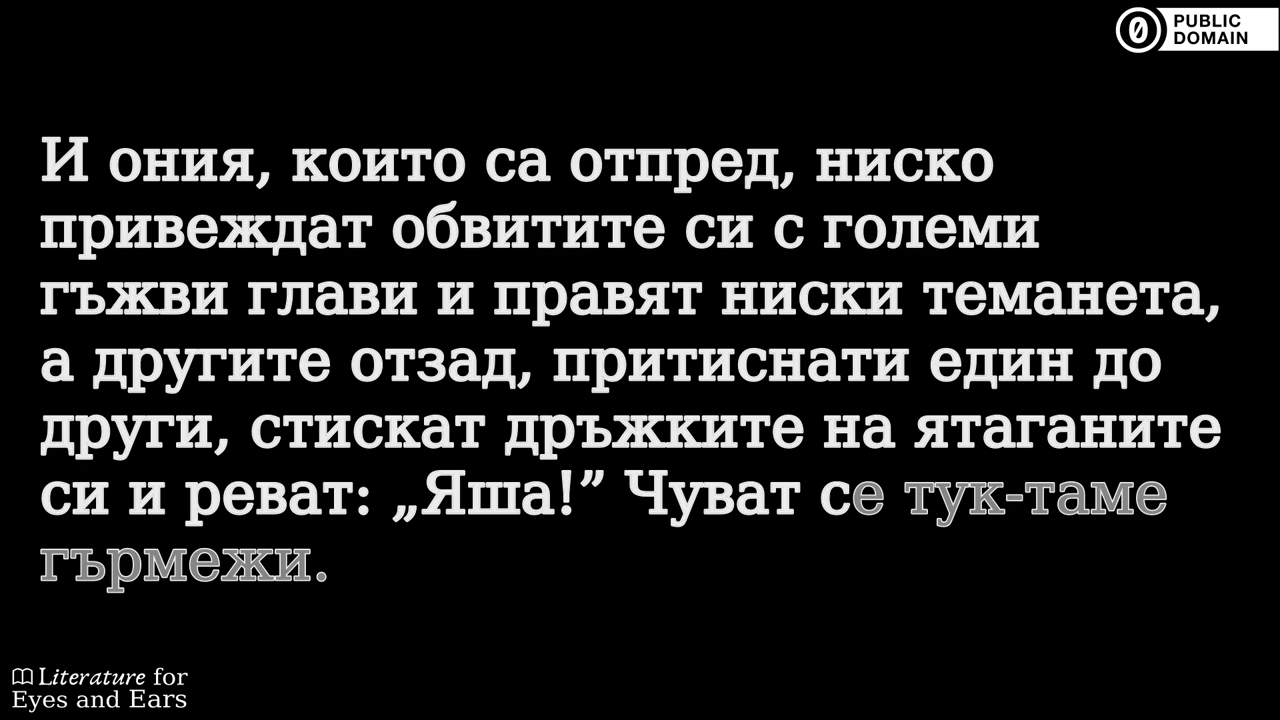 PUBLIC
DOMAIN
И ония, които са отпред, ниско
привеждат обвитите си с големи
гъжви глави и правят ниски теманета,
а другите отзад, притиснати един до
други, стискат дръжките на ятаганите
си и реват: „Яша!” Чуват се тук-таме
гърмежи.
Literature for
Eyes and Ears